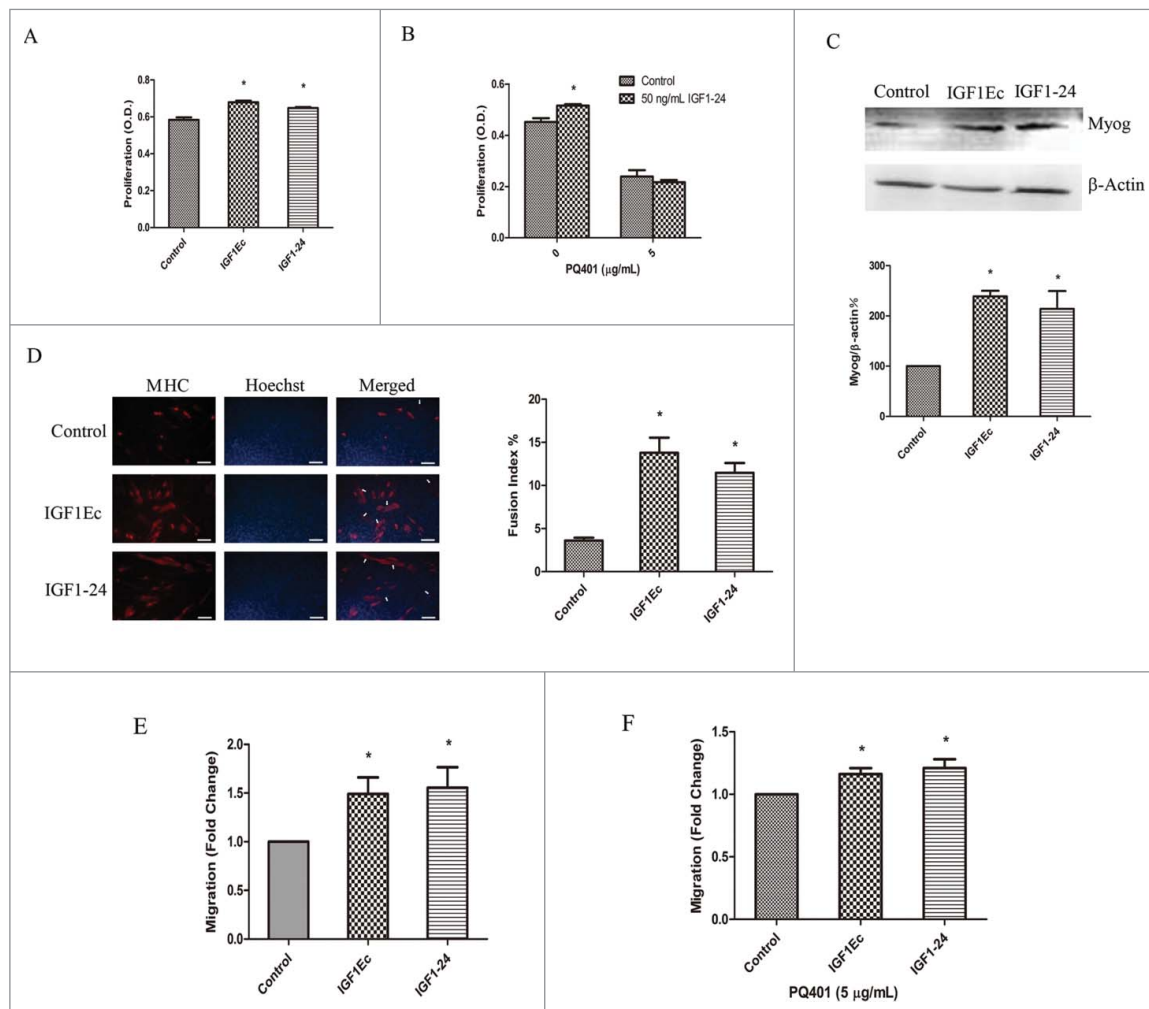 A
Proliferation (O.D.)
0.8
0.6
0.4
0.2
0.0
*
*
Control
IGF1Ec
IGF1-24
B
Proliferation (O.D.)
0.6
0.4
0.2
0.0
*
Control
50 ng/mL IGF1-24
0
5
PQ401 (μg/mL)
C
Control IGF1Ec IGF1-24
Myog
β-Actin
Myog/β-actin%
300
200
100
0
*
*
Control
IGF1Ec
IGF1-24
D
MHC Hoechst Merged
Control
IGF1Ec
IGF1-24
Fusion Index %
20
15
10
5
0
*
*
Control
IGF1Ec
IGF1-24
E
Migration (Fold Change)
2.0
1.5
1.0
0.5
0.0
*
*
Control
IGF1Ec
IGF1-24
F
Migration (Fold Change)
1.5
1.0
0.5
0.0
*
*
Control
IGF1Ec
IGF1-24
PQ401 (5 μg/mL)